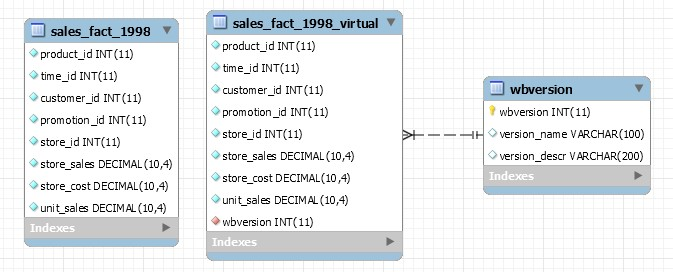 sales_fact_1998
product_id INT(11)
time_id INT(11)
customer_id INT(11)
promotion_id INT(11)
store_id INT(11)
store_sales DECIMAL(10,4)
store_cost DECIMAL(10,4)
unit_sales DECIMAL(10,4)
Indexes
sales_fact_1998_virtual
product_id INT(11)
time_id INT(11)
customer_id INT(11)
promotion_id INT(11)
store_id INT(11)
store_sales DECIMAL(10,4)
store_cost DECIMAL(10,4)
unit_sales DECIMAL(10,4)
wbversion INT(11)
Indexes
wbversion
wbversion INT(11)
version_name VARCHAR(100)
version_descr VARCHAR(200)
Indexes